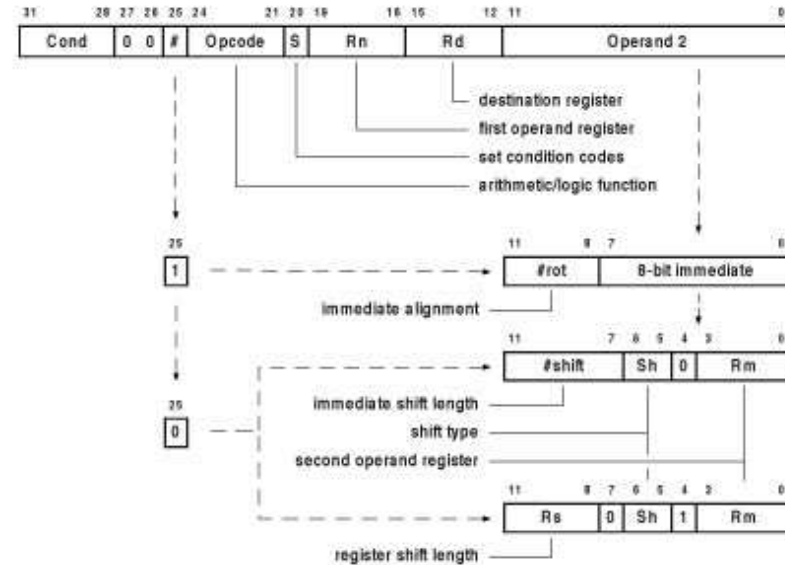 31 28 27 26 25 24 21 20 19 16 15 12 11 0
Cond 0 0 # Opcode S Rn Rd Operand 2
destination register
first operand register
set condition codes
arithmetic/logic function
25 11 8 7 0
1 #rot 8-bit immediate
immediate alignment
11 7 6 5 4 3 0
#shift Sh 0 Rm
25 immediate shift length
0 shift type
second operand register
11 8 7 6 5 4 3 0
Rs 0 Sh 1 Rm
register shift length